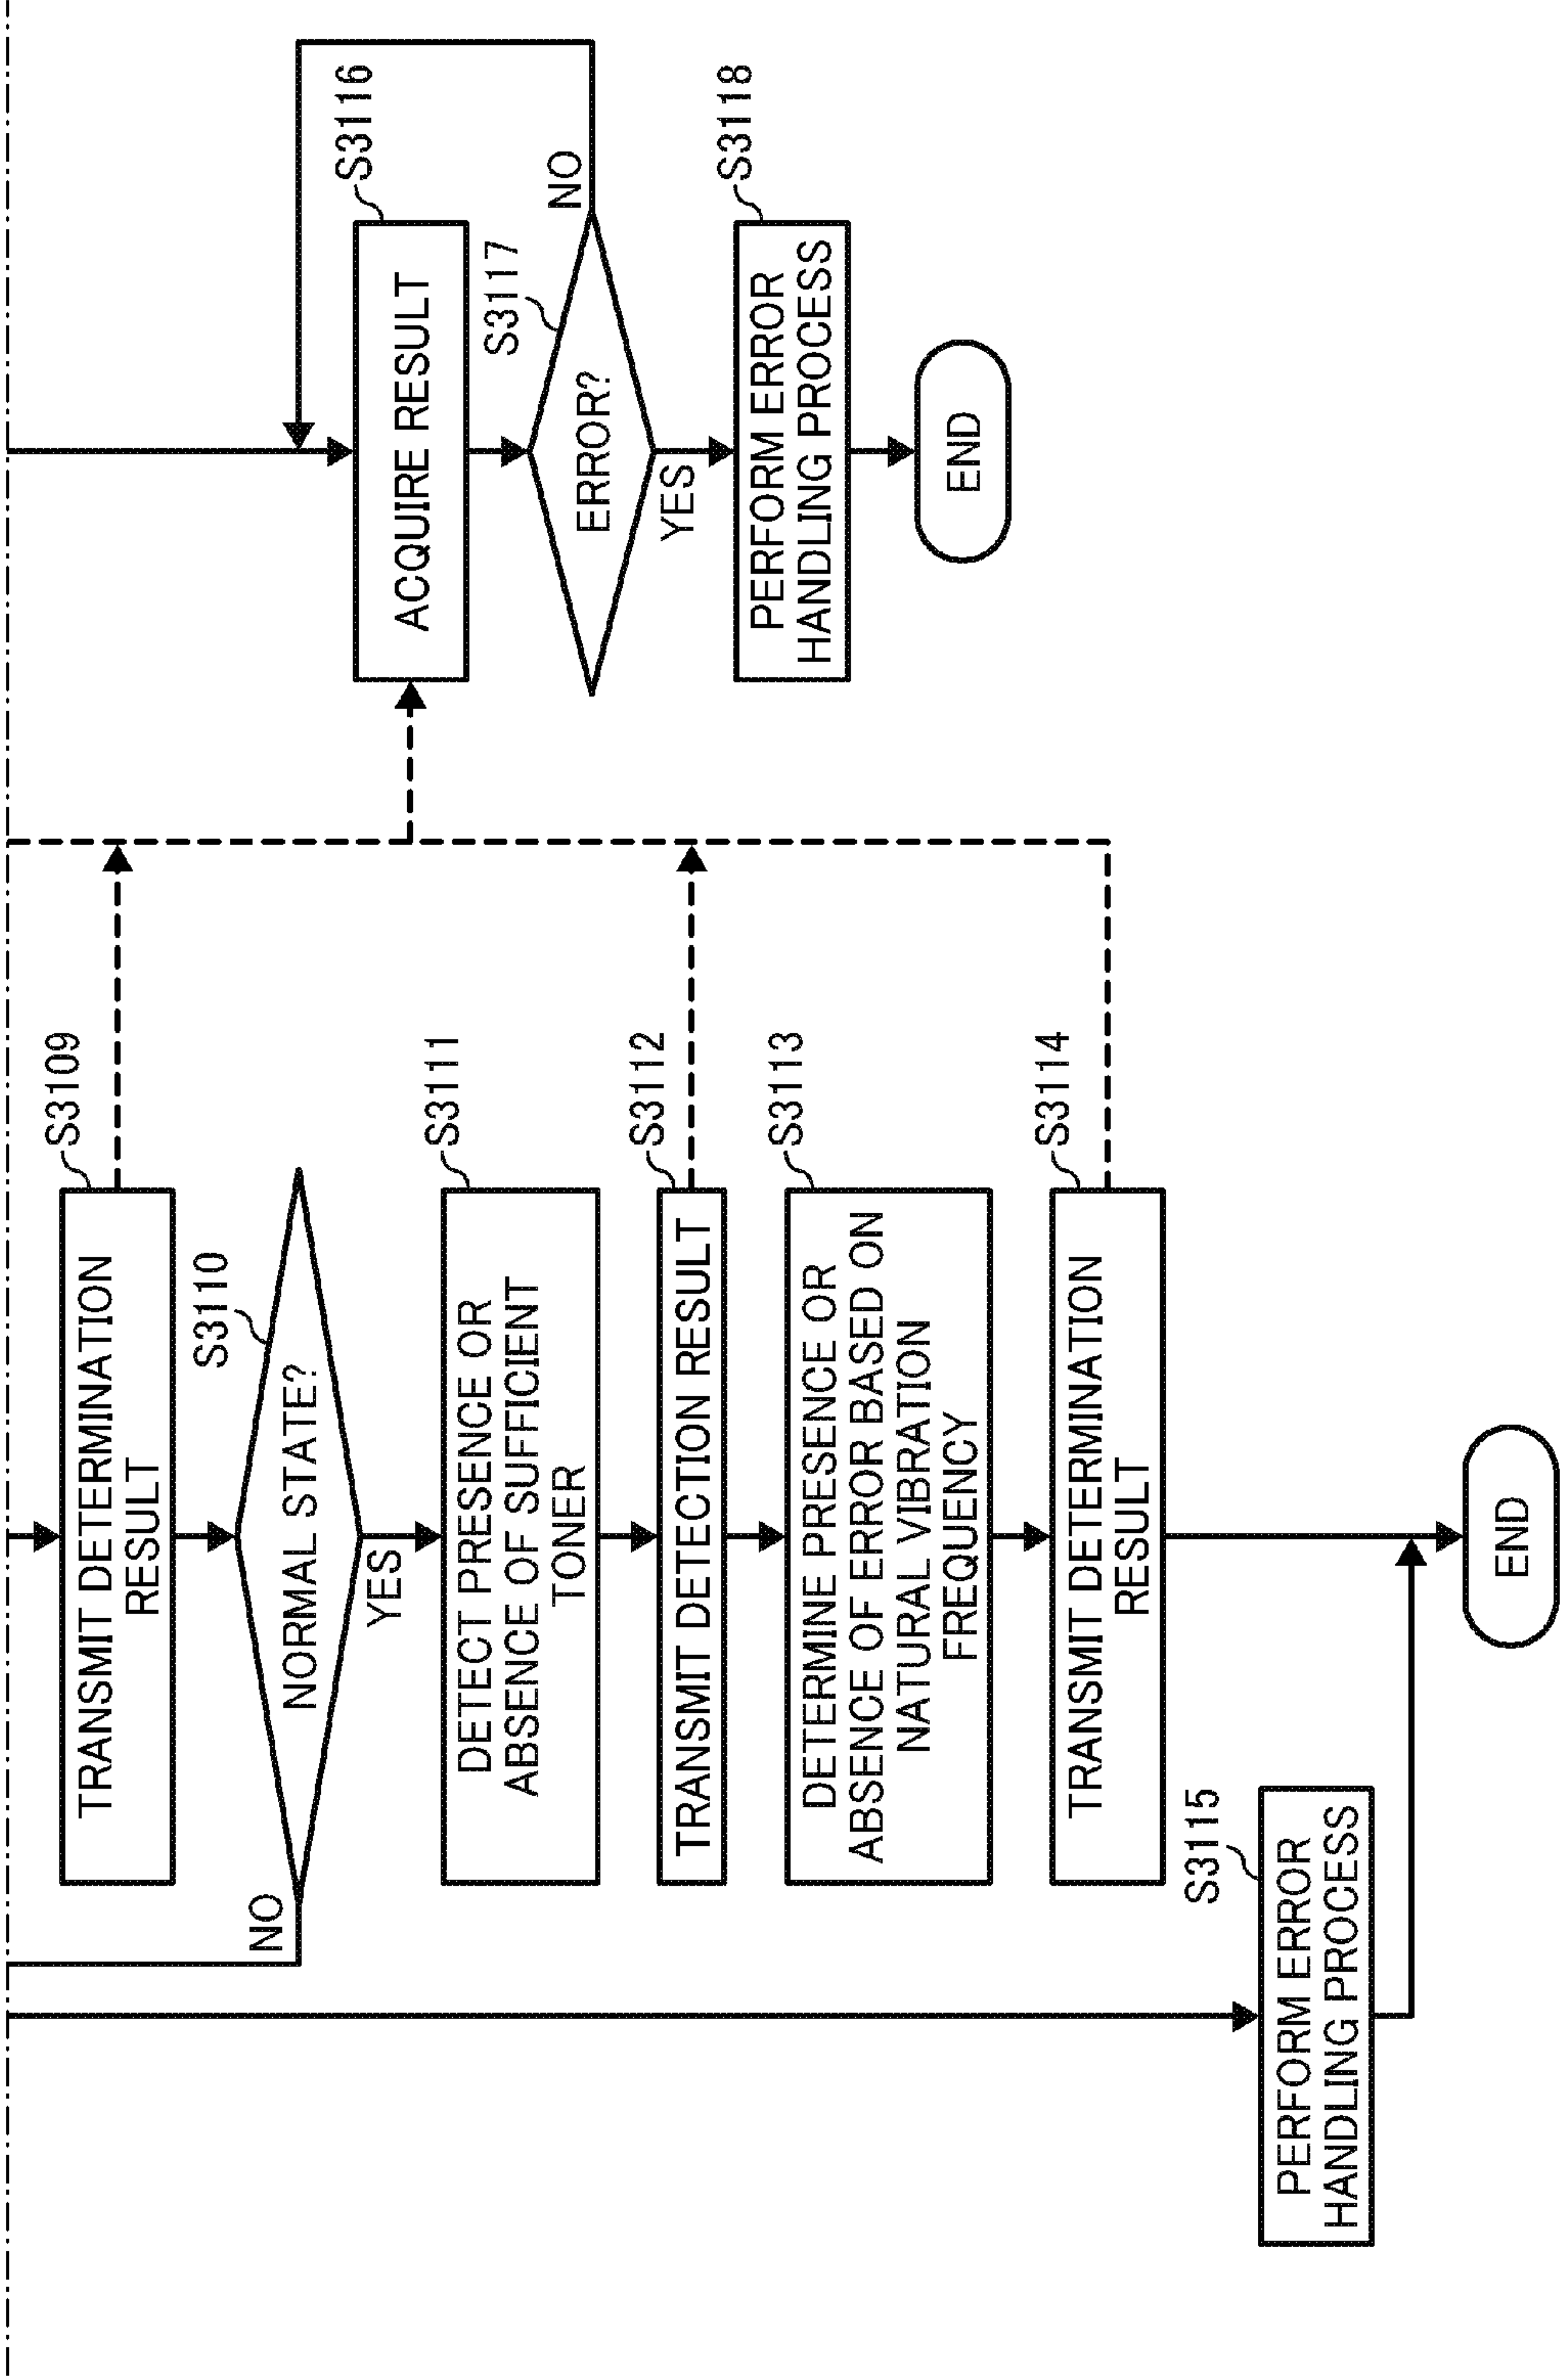 S3109
TRANSMIT DETERMINATION
RESULT
S3110
NORMAL STATE?
NO
YES
S3111
DETECT PRESENCE OR
ABSENCE OF SUFFICIENT
TONER
S3112
TRANSMIT DETECTION RESULT
S3113
DETERMINE PRESENCE OR
ABSENCE OF ERROR BASED ON
NATURAL VIBRATION
FREQUENCY
S3114
TRANSMIT DETERMINATION
RESULT
S3115
PERFORM ERROR
HANDLING PROCESS
END
S3116
ACQUIRE RESULT
S3117
ERROR?
NO
YES
S3118
PERFORM ERROR
HANDLING PROCESS
END